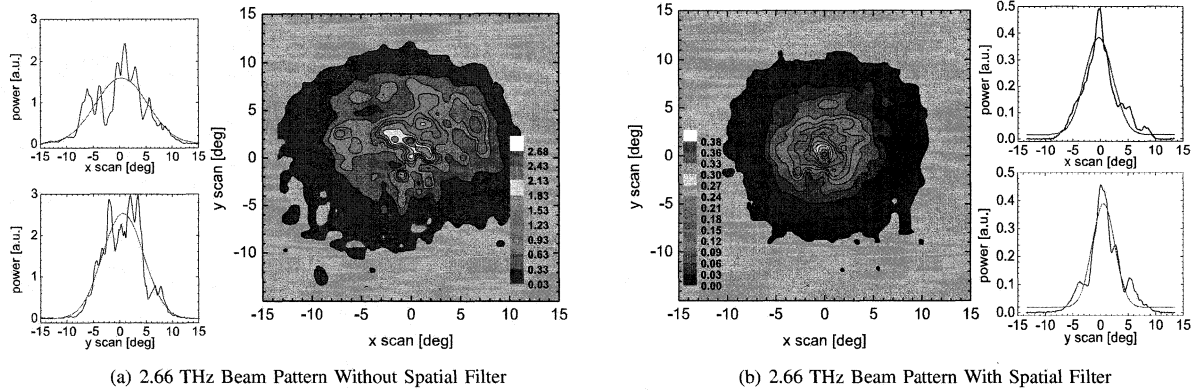 3
2
1
0
-15 -10 -5 0 5 10 15
power [a.u.]
x scan [deg]
3
2
1
0
-15 -10 -5 0 5 10 15
power [a.u.]
y scan [deg]
15
10
5
0
-5
-10
-15 -10 -5 0 5 10 15
y scan [deg]
x scan [deg]
2.68
2.43
2.13
1.83
1.53
1.23
0.93
0.63
0.33
0.03
(a) 2.66 THz Beam Pattern Without Spatial Filter
15
10
5
0
-5
-10
-15 -10 -5 0 5 10 15
y scan [deg]
x scan [deg]
0.38
0.36
0.33
0.30
0.27
0.24
0.21
0.18
0.15
0.12
0.09
0.06
0.03
0.00
0.5
0.4
0.3
0.2
0.1
0.0
-15 -10 -5 0 5 10 15
power [a.u.]
x scan [deg]
0.5
0.4
0.3
0.2
0.1
0.0
-15 -10 -5 0 5 10 15
power [a.u.]
y scan [deg]
(b) 2.66 THz Beam Pattern With Spatial Filter